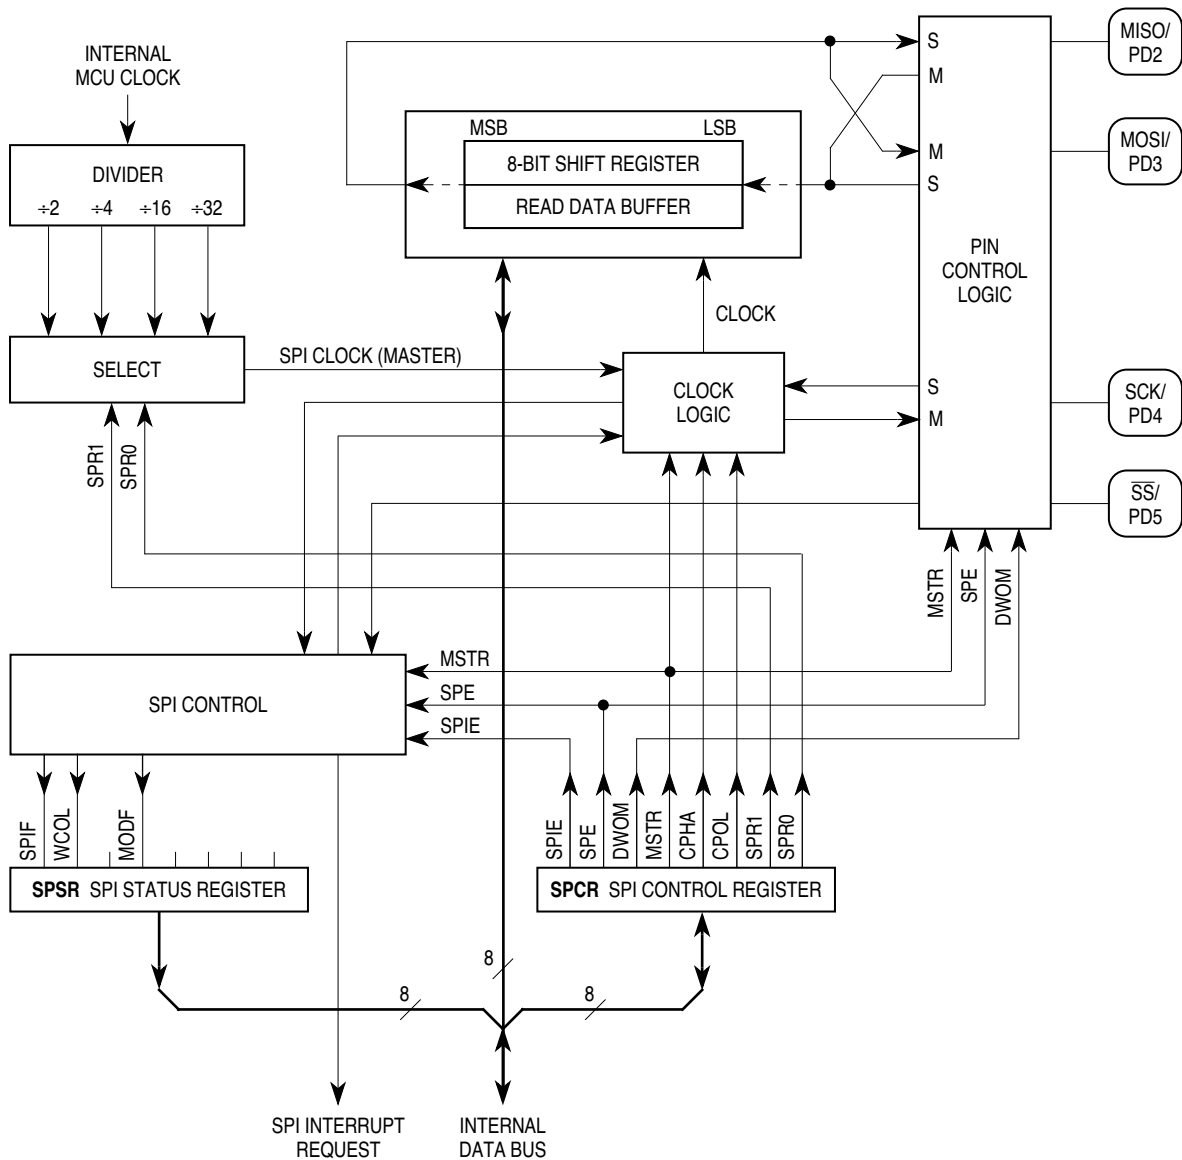 INTERNAL
MCU CLOCK
DIVIDER
÷2 ÷4 ÷16 ÷32
SELECT
SPR1
SPR0
SPI CLOCK (MASTER)
MSB LSB
8-BIT SHIFT REGISTER
READ DATA BUFFER
CLOCK
CLOCK
LOGIC
S
M
M
S
PIN
CONTROL
LOGIC
S
M
MISO/
PD2
MOSI/
PD3
SCK/
PD4
S̅S̅/
PD5
MSTR
SPE
DWOM
SPI CONTROL
MSTR
SPE
SPIE
SPIF
WCOL
MODF
SPSR SPI STATUS REGISTER
SPIE
SPE
DWOM
MSTR
CPHA
CPOL
SPR1
SPR0
SPCR SPI CONTROL REGISTER
8
8
8
SPI INTERRUPT
REQUEST
INTERNAL
DATA BUS